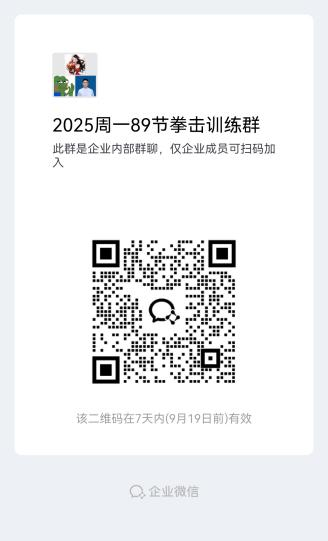 2025周一89节拳击训练群
此群是企业内部群聊，仅企业成员可扫码加
入
该二维码在7天内(9月19日前)有效
企业微信